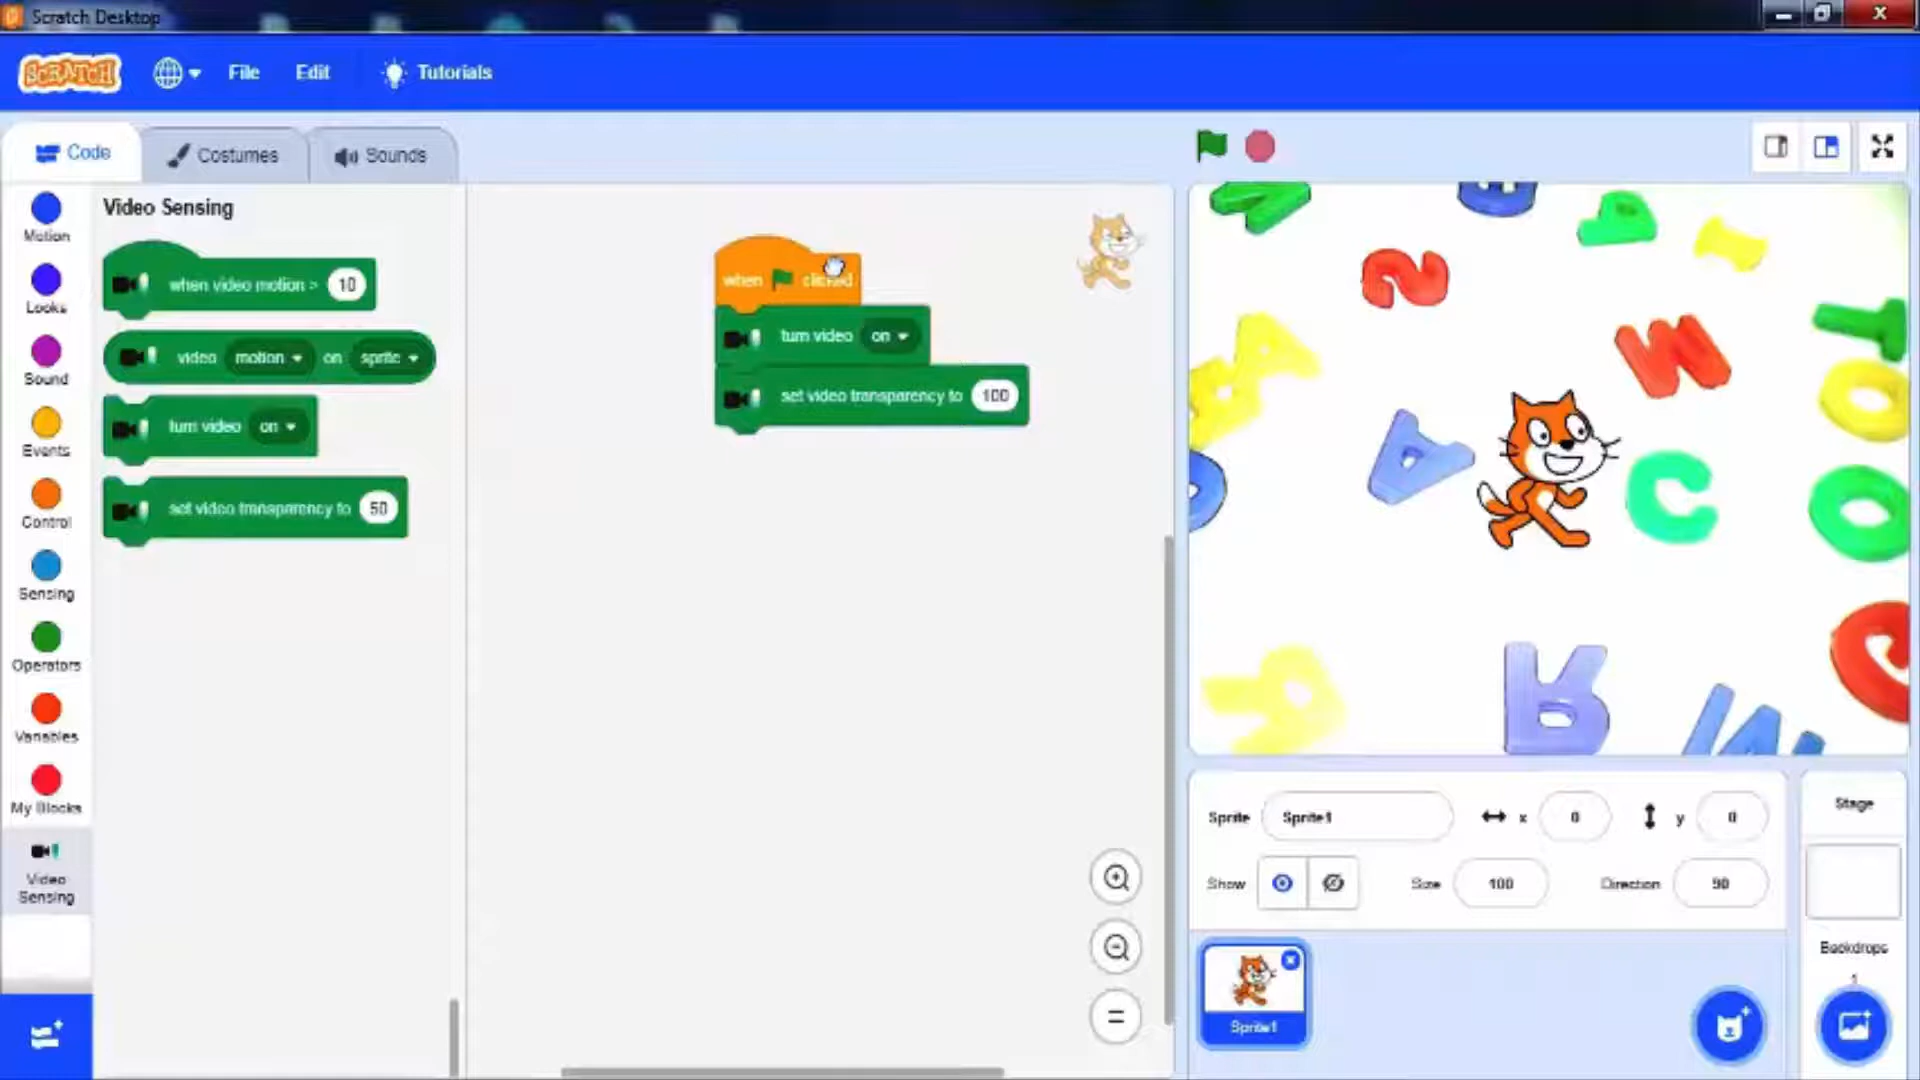 Scratch Desktop
SCRATCH
File
Edit
Tutorials
Code
Costumes
Sounds
Motion
Looks
Sound
Events
Control
Sensing
Operators
Variables
My Blocks
Video
Sensing
Video Sensing
when video motion > 10
video motion on sprite
turn video on
set video transparency to 50
when clicked
turn video on
set video transparency to 100
Sprite
Sprite1
x
0
y
0
Show
Size
100
Direction
90
Sprite1
Stage
Backdrops
1